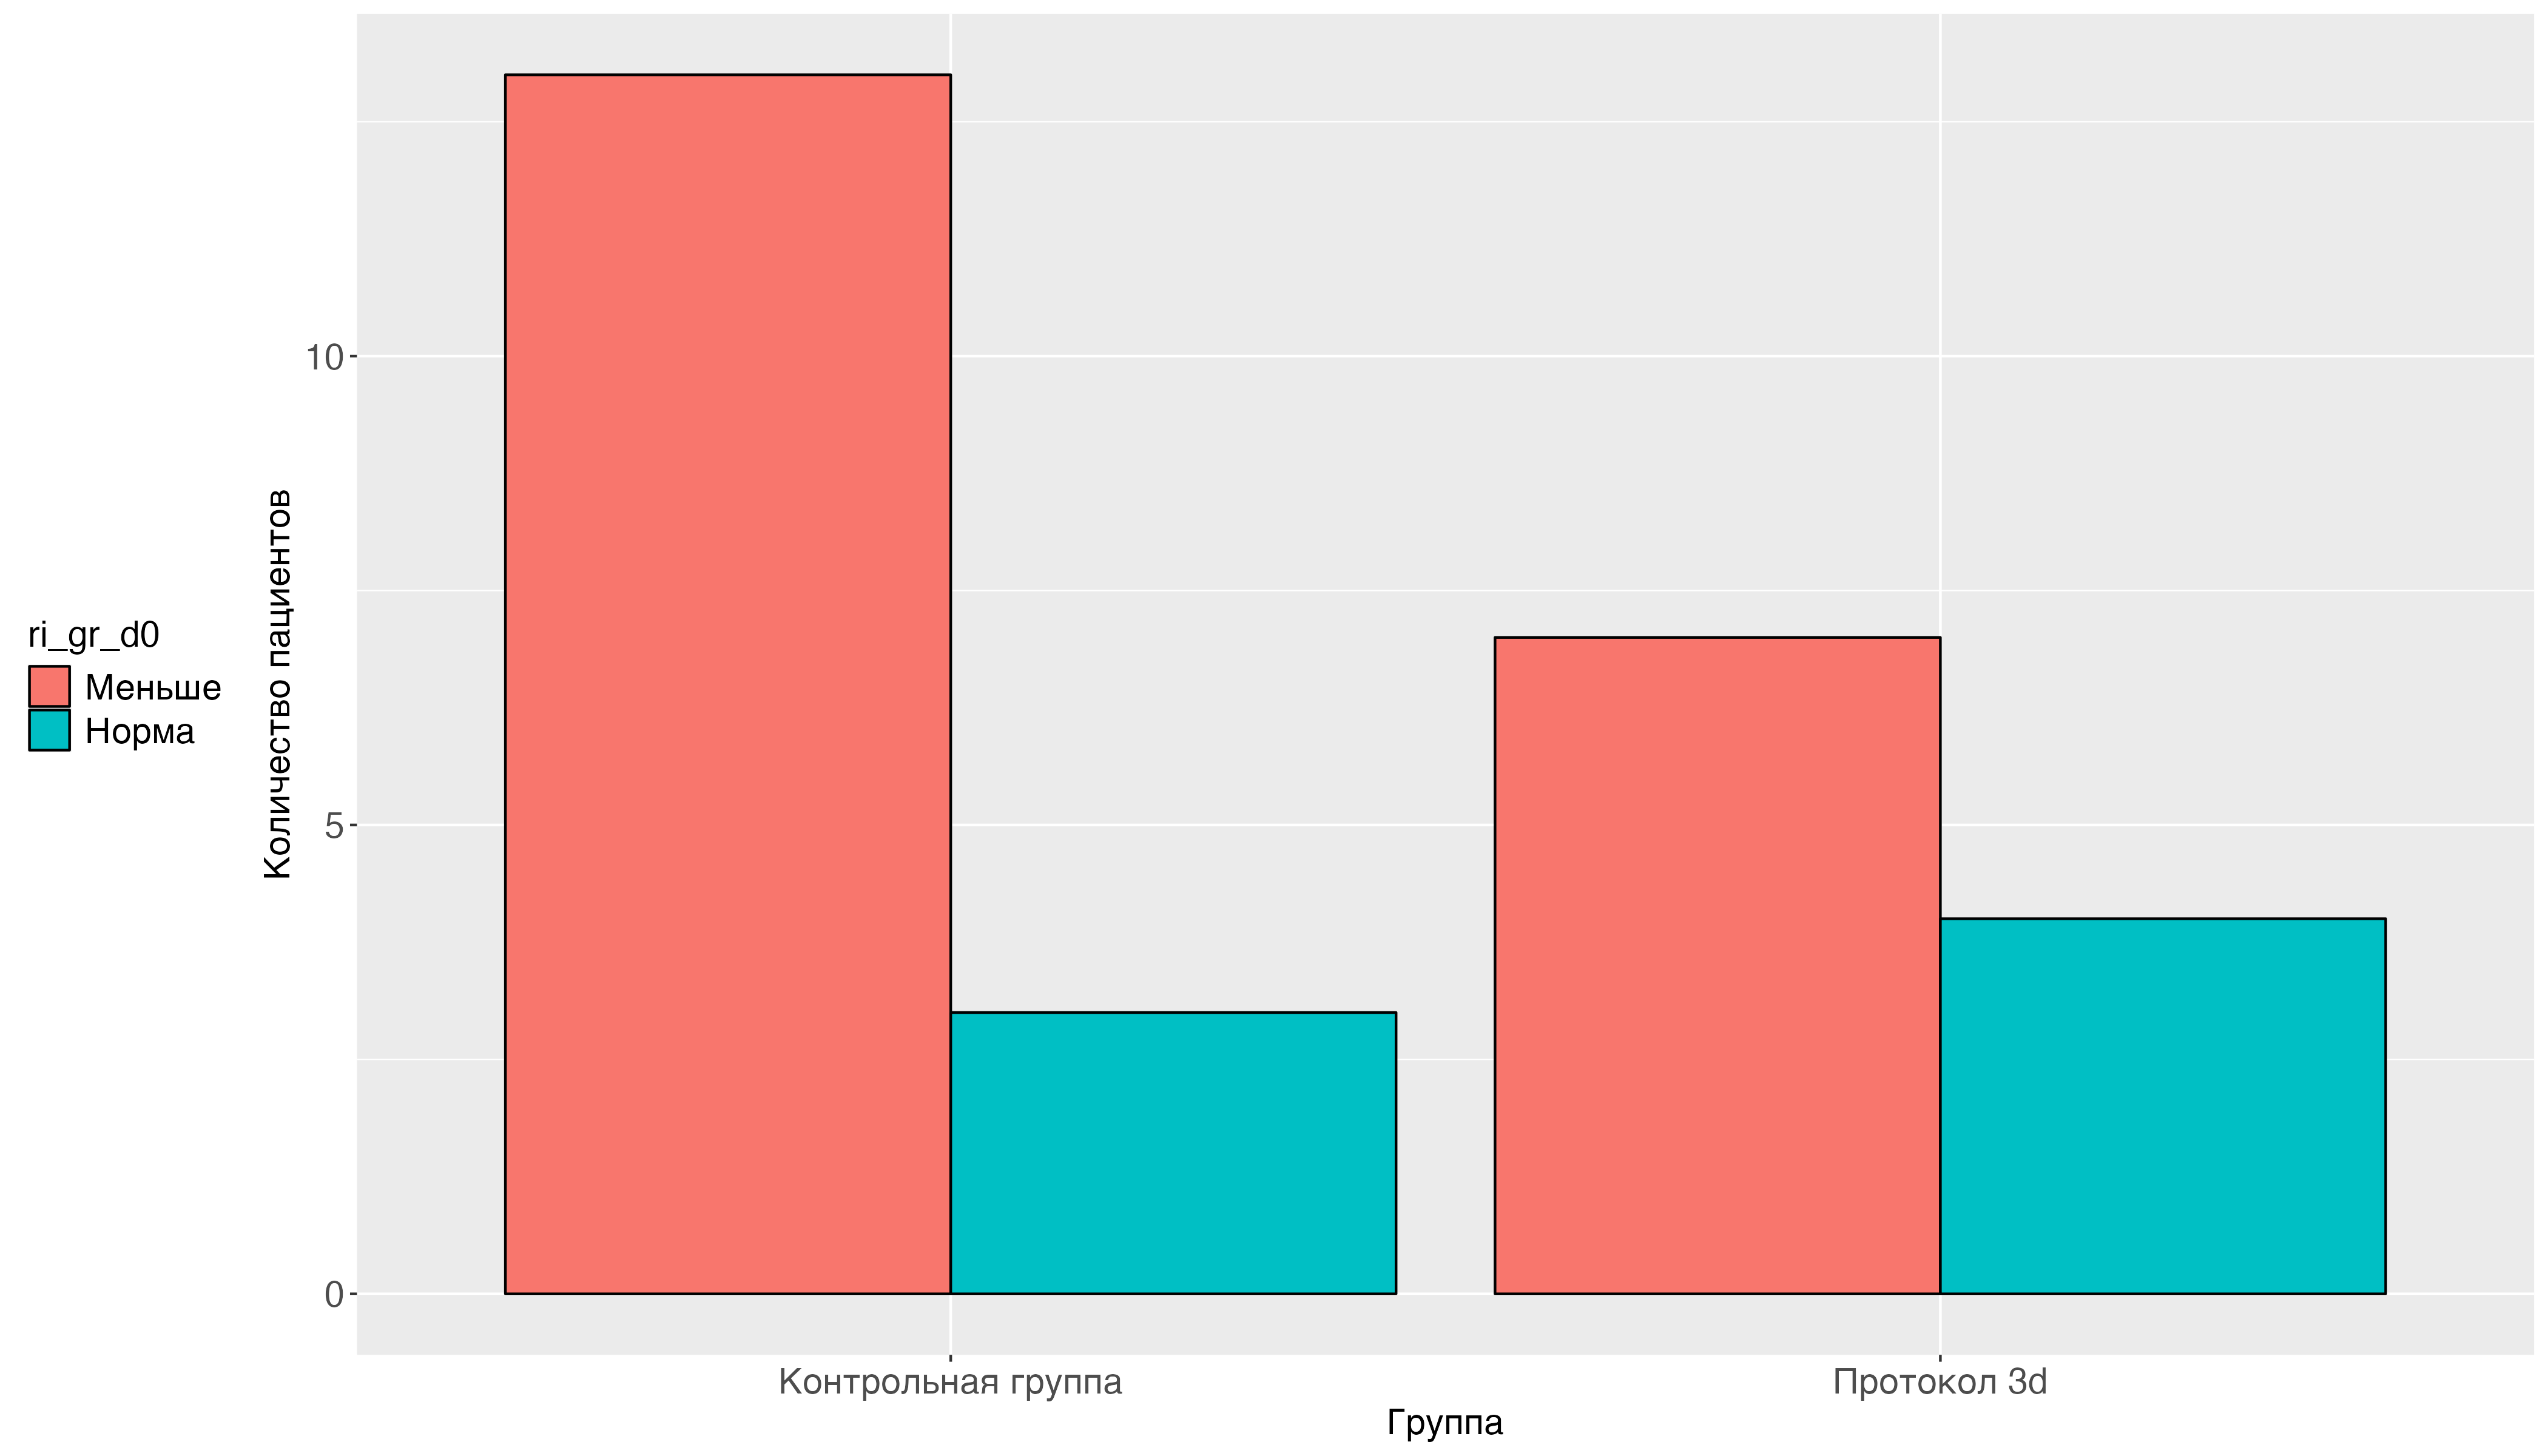 ri_gr_d0
Меньше
Норма
Количество пациентов
10
5
0
Контрольная группа
Протокол 3d
Группа